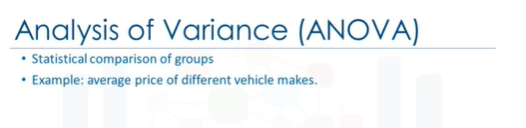 Analysis of Variance (ANOVA)
• Statistical comparison of groups
• Example: average price of different vehicle makes.